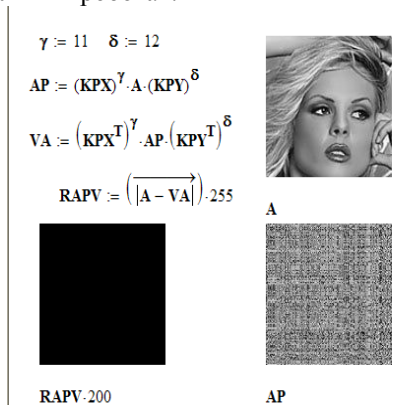 γ := 11 δ := 12
AP := (KPX)^γ·A·(KPY)^δ
VA := (KPX^T)^γ·AP·(KPY^T)^δ
RAPV := (|A − VA|)·255
A
RAPV·200
AP